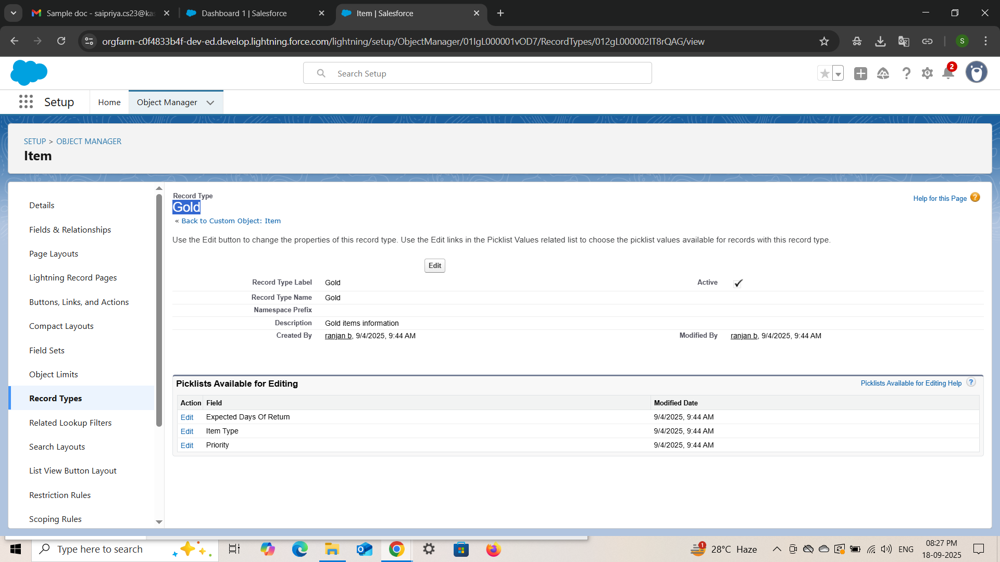 Sample doc - saipriya.cs23@kas
Dashboard 1 | Salesforce
Item | Salesforce
orgfarm-c0f4833b4f-dev-ed.develop.lightning.force.com/lightning/setup/ObjectManager/01IgL000001vOD7/RecordTypes/012gL000002IT8rQAG/view
S
Search Setup
2
Setup
Home
Object Manager
SETUP > OBJECT MANAGER
Item
Details
Fields & Relationships
Page Layouts
Lightning Record Pages
Buttons, Links, and Actions
Compact Layouts
Field Sets
Object Limits
Record Types
Related Lookup Filters
Search Layouts
List View Button Layout
Restriction Rules
Scoping Rules
Record Type
Gold
« Back to Custom Object: Item
Help for this Page ?
Use the Edit button to change the properties of this record type. Use the Edit links in the Picklist Values related list to choose the picklist values available for records with this record type.
Edit
Record Type Label Gold Active
Record Type Name Gold
Namespace Prefix
Description Gold items information
Created By ranjan b, 9/4/2025, 9:44 AM Modified By ranjan b, 9/4/2025, 9:44 AM
Picklists Available for Editing Picklists Available for Editing Help ?
Action Field Modified Date
Edit Expected Days Of Return 9/4/2025, 9:44 AM
Edit Item Type 9/4/2025, 9:44 AM
Edit Priority 9/4/2025, 9:44 AM
Type here to search
1
28°C Haze
ENG
08:27 PM
18-09-2025